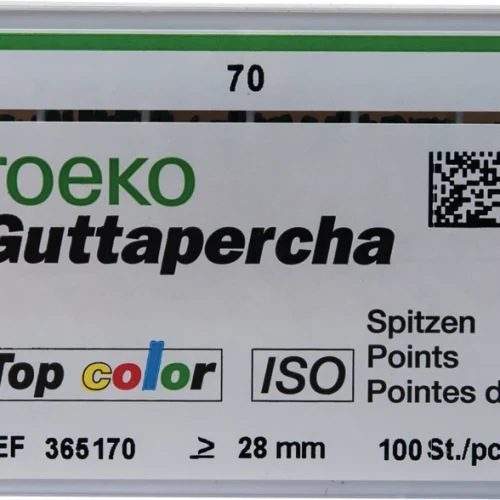 70
roeko
Guttapercha
Top color ISO
Spitzen
Points
Pointes d
EF 365170 ≥ 28 mm 100 St./pc